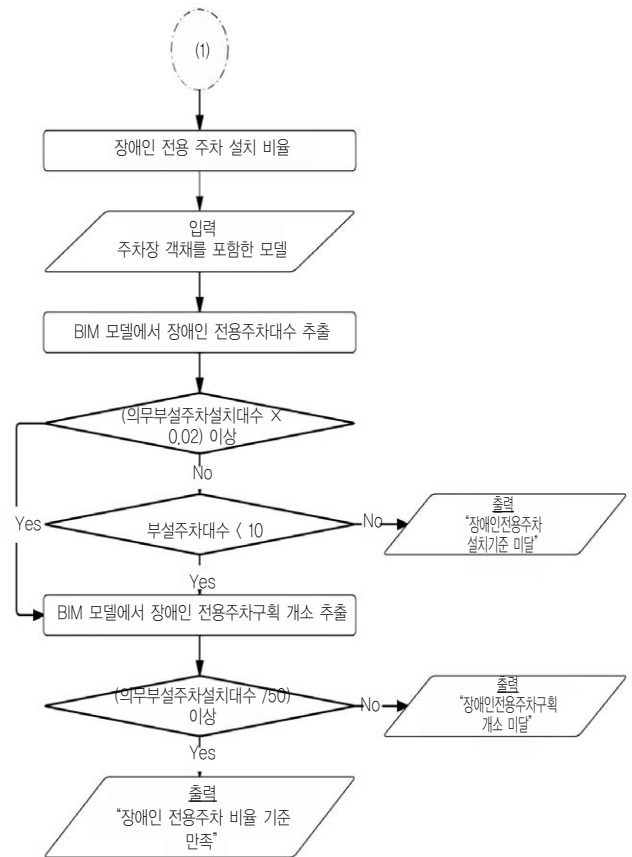 (1)
장애인 전용 주차 설치 비율
입력
주차장 객채를 포함한 모델
BIM 모델에서 장애인 전용주차대수 추출
(의무부설주차설치대수 ×
0.02) 이상
No
Yes
부설주차대수 < 10
No
출력
“장애인전용주차
설치기준 미달”
Yes
BIM 모델에서 장애인 전용주차구획 개소 추출
(의무부설주차설치대수 /50)
이상
No
출력
“장애인전용주차구획
개소 미달”
Yes
출력
“장애인 전용주차 비율 기준
만족”